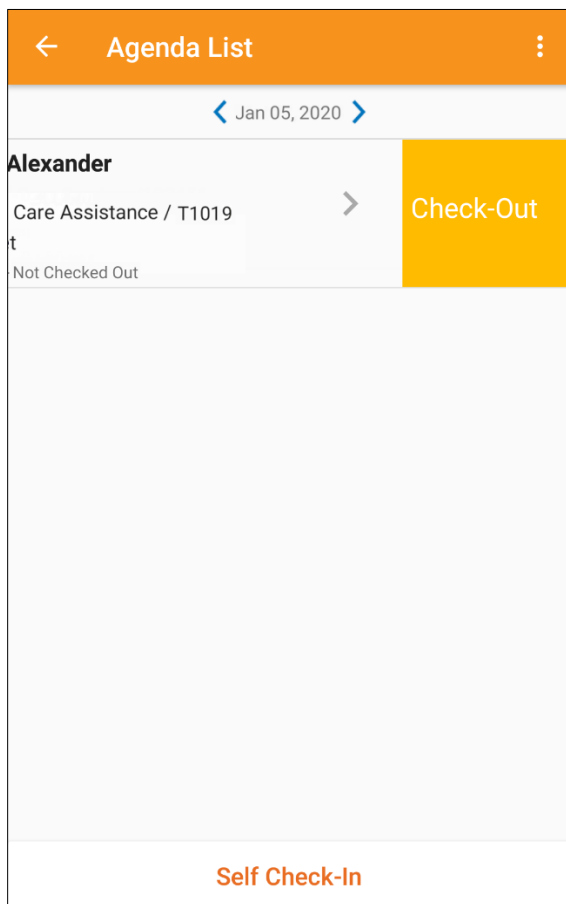 Agenda List
Jan 05, 2020
Alexander
Care Assistance / T1019
t
Not Checked Out
Check-Out
Self Check-In